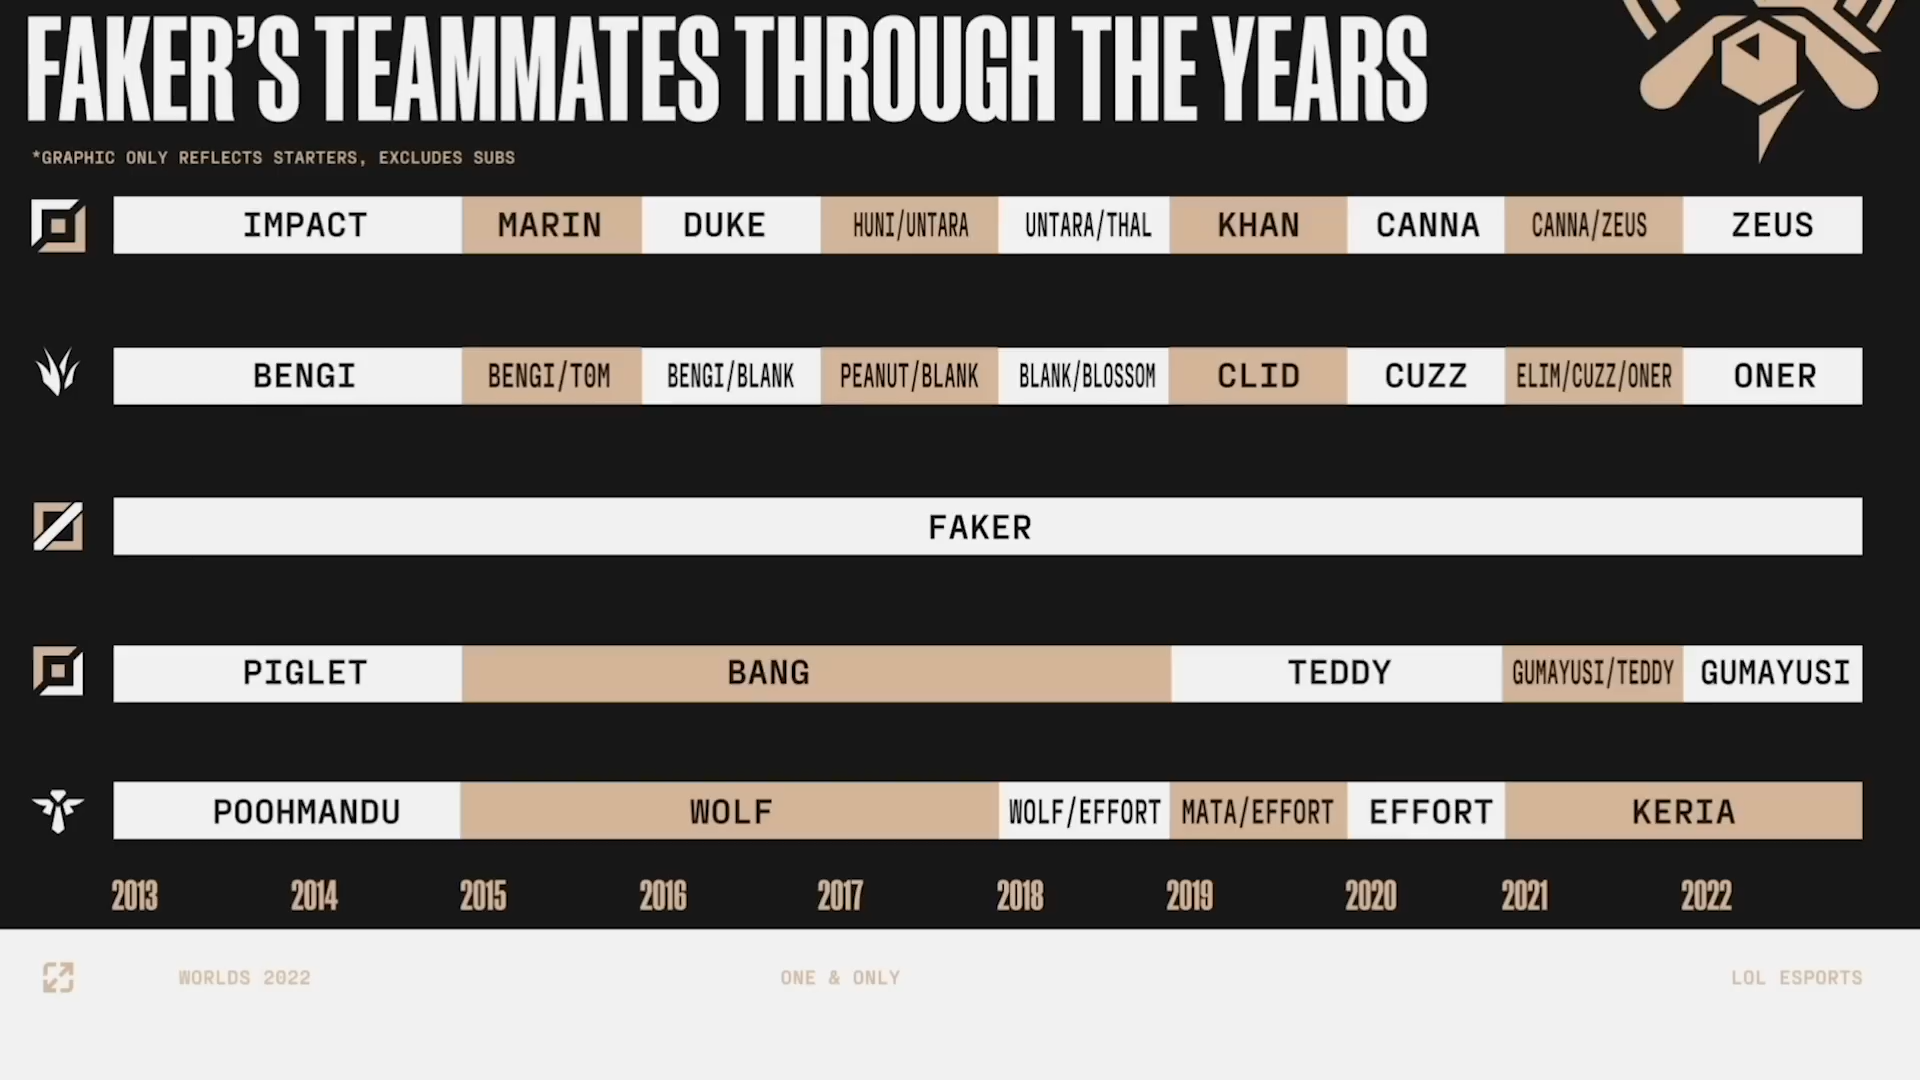 FAKER'S TEAMMATES THROUGH THE YEARS
*GRAPHIC ONLY REFLECTS STARTERS, EXCLUDES SUBS
IMPACT MARIN DUKE HUNI/UNTARA UNTARA/THAL KHAN CANNA CANNA/ZEUS ZEUS
BENGI BENGI/T0M BENGI/BLANK PEANUT/BLANK BLANK/BLOSSOM CLID CUZZ ELIM/CUZZ/ONER ONER
FAKER
PIGLET BANG TEDDY GUMAYUSI/TEDDY GUMAYUSI
POOHMANDU WOLF WOLF/EFFORT MATA/EFFORT EFFORT KERIA
2013 2014 2015 2016 2017 2018 2019 2020 2021 2022
WORLDS 2022 ONE & ONLY LOL ESPORTS